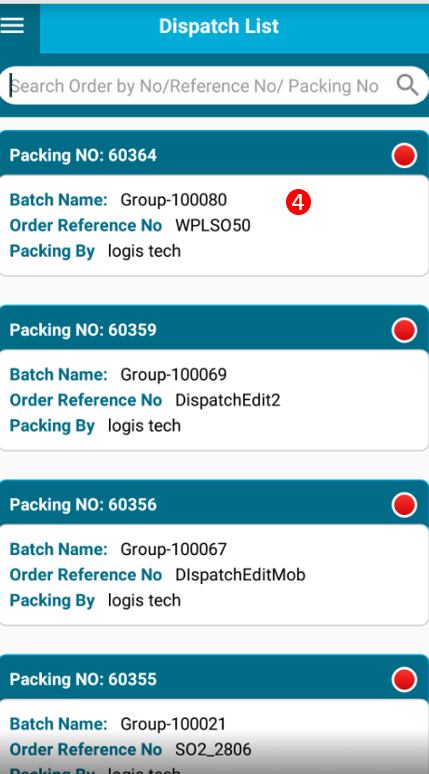 Dispatch List
Search Order by No/Reference No/ Packing No
Packing NO: 60364
Batch Name: Group-100080
4
Order Reference No WPLSO50
Packing By logis tech
Packing NO: 60359
Batch Name: Group-100069
Order Reference No DispatchEdit2
Packing By logis tech
Packing NO: 60356
Batch Name: Group-100067
Order Reference No DIspatchEditMob
Packing By logis tech
Packing NO: 60355
Batch Name: Group-100021
Order Reference No SO2_2806
Packing By logis tech